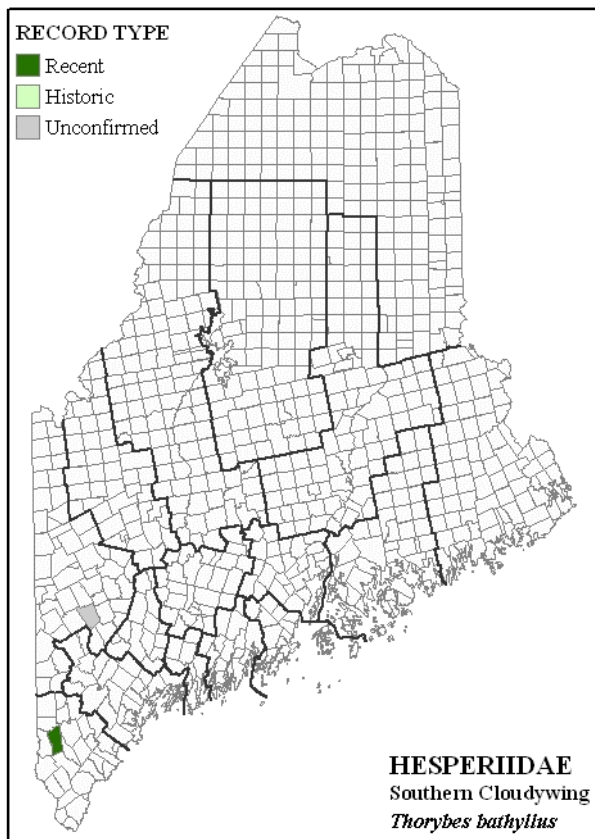 RECORD TYPE
Recent
Historic
Unconfirmed
HESPERIIDAE
Southern Cloudywing
Thorybes bathyllus